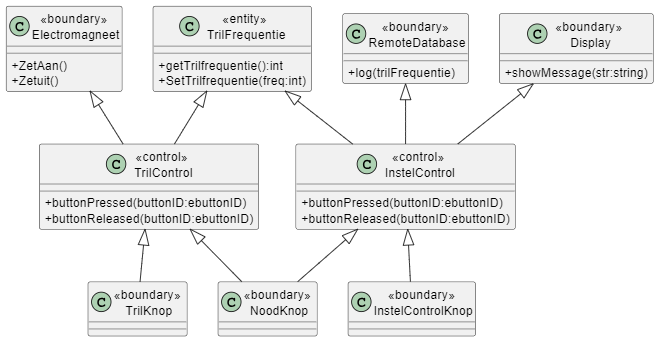 C «boundary»
Electromagneet
+ZetAan()
+Zetuit()
C «entity»
TrilFrequentie
+getTrilfrequentie():int
+SetTrilfrequentie(freq:int)
C «boundary»
RemoteDatabase
+log(trilFrequentie)
C «boundary»
Display
+showMessage(str:string)
C «control»
TrilControl
+buttonPressed(buttonID:ebuttonID)
+buttonReleased(buttonID:ebuttonID)
C «control»
InstelControl
+buttonPressed(buttonID:ebuttonID)
+buttonReleased(buttonID:ebuttonID)
C «boundary»
TrilKnop
C «boundary»
NoodKnop
C «boundary»
InstelControlKnop